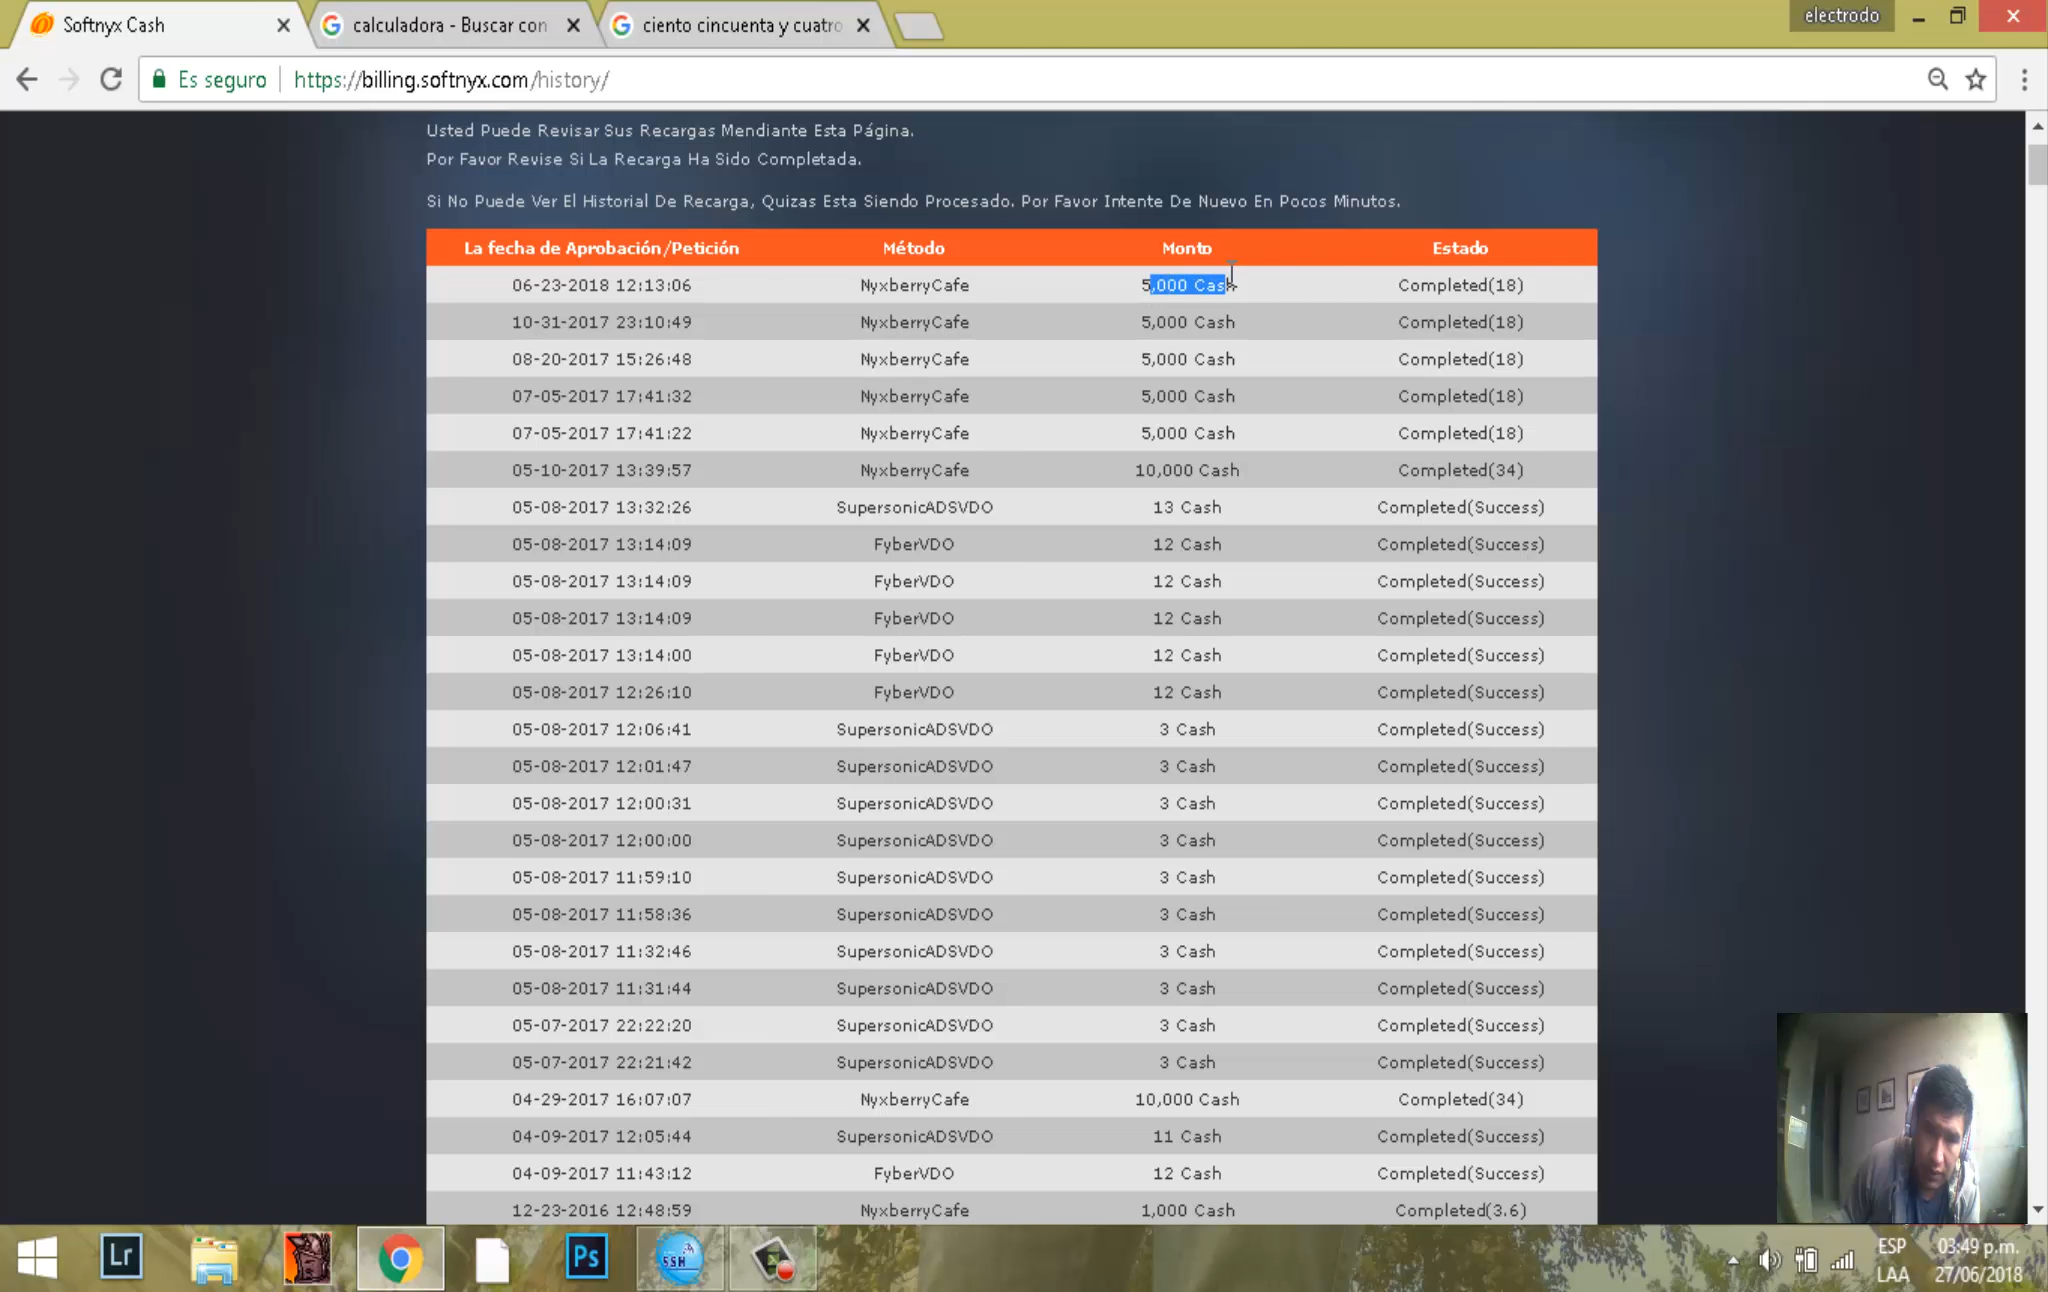 Softnyx Cash
calculadora - Buscar con
ciento cincuenta y cuatro
electrodo
Es seguro
https://billing.softnyx.com/history/
Usted Puede Revisar Sus Recargas Mendiante Esta Página.
Por Favor Revise Si La Recarga Ha Sido Completada.
Si No Puede Ver El Historial De Recarga, Quizas Esta Siendo Procesado. Por Favor Intente De Nuevo En Pocos Minutos.
La fecha de Aprobación/Petición Método Monto Estado
06-23-2018 12:13:06 NyxberryCafe 5,000 Cash Completed(18)
10-31-2017 23:10:49 NyxberryCafe 5,000 Cash Completed(18)
08-20-2017 15:26:48 NyxberryCafe 5,000 Cash Completed(18)
07-05-2017 17:41:32 NyxberryCafe 5,000 Cash Completed(18)
07-05-2017 17:41:22 NyxberryCafe 5,000 Cash Completed(18)
05-10-2017 13:39:57 NyxberryCafe 10,000 Cash Completed(34)
05-08-2017 13:32:26 SupersonicADSVDO 13 Cash Completed(Success)
05-08-2017 13:14:09 FyberVDO 12 Cash Completed(Success)
05-08-2017 13:14:09 FyberVDO 12 Cash Completed(Success)
05-08-2017 13:14:09 FyberVDO 12 Cash Completed(Success)
05-08-2017 13:14:00 FyberVDO 12 Cash Completed(Success)
05-08-2017 12:26:10 FyberVDO 12 Cash Completed(Success)
05-08-2017 12:06:41 SupersonicADSVDO 3 Cash Completed(Success)
05-08-2017 12:01:47 SupersonicADSVDO 3 Cash Completed(Success)
05-08-2017 12:00:31 SupersonicADSVDO 3 Cash Completed(Success)
05-08-2017 12:00:00 SupersonicADSVDO 3 Cash Completed(Success)
05-08-2017 11:59:10 SupersonicADSVDO 3 Cash Completed(Success)
05-08-2017 11:58:36 SupersonicADSVDO 3 Cash Completed(Success)
05-08-2017 11:32:46 SupersonicADSVDO 3 Cash Completed(Success)
05-08-2017 11:31:44 SupersonicADSVDO 3 Cash Completed(Success)
05-07-2017 22:22:20 SupersonicADSVDO 3 Cash Completed(Success)
05-07-2017 22:21:42 SupersonicADSVDO 3 Cash Completed(Success)
04-29-2017 16:07:07 NyxberryCafe 10,000 Cash Completed(34)
04-09-2017 12:05:44 SupersonicADSVDO 11 Cash Completed(Success)
04-09-2017 11:43:12 FyberVDO 12 Cash Completed(Success)
12-23-2016 12:48:59 NyxberryCafe 1,000 Cash Completed(3.6)
Lr
Ps
SSH
ESP 03:49 p.m.
LAA 27/06/2018